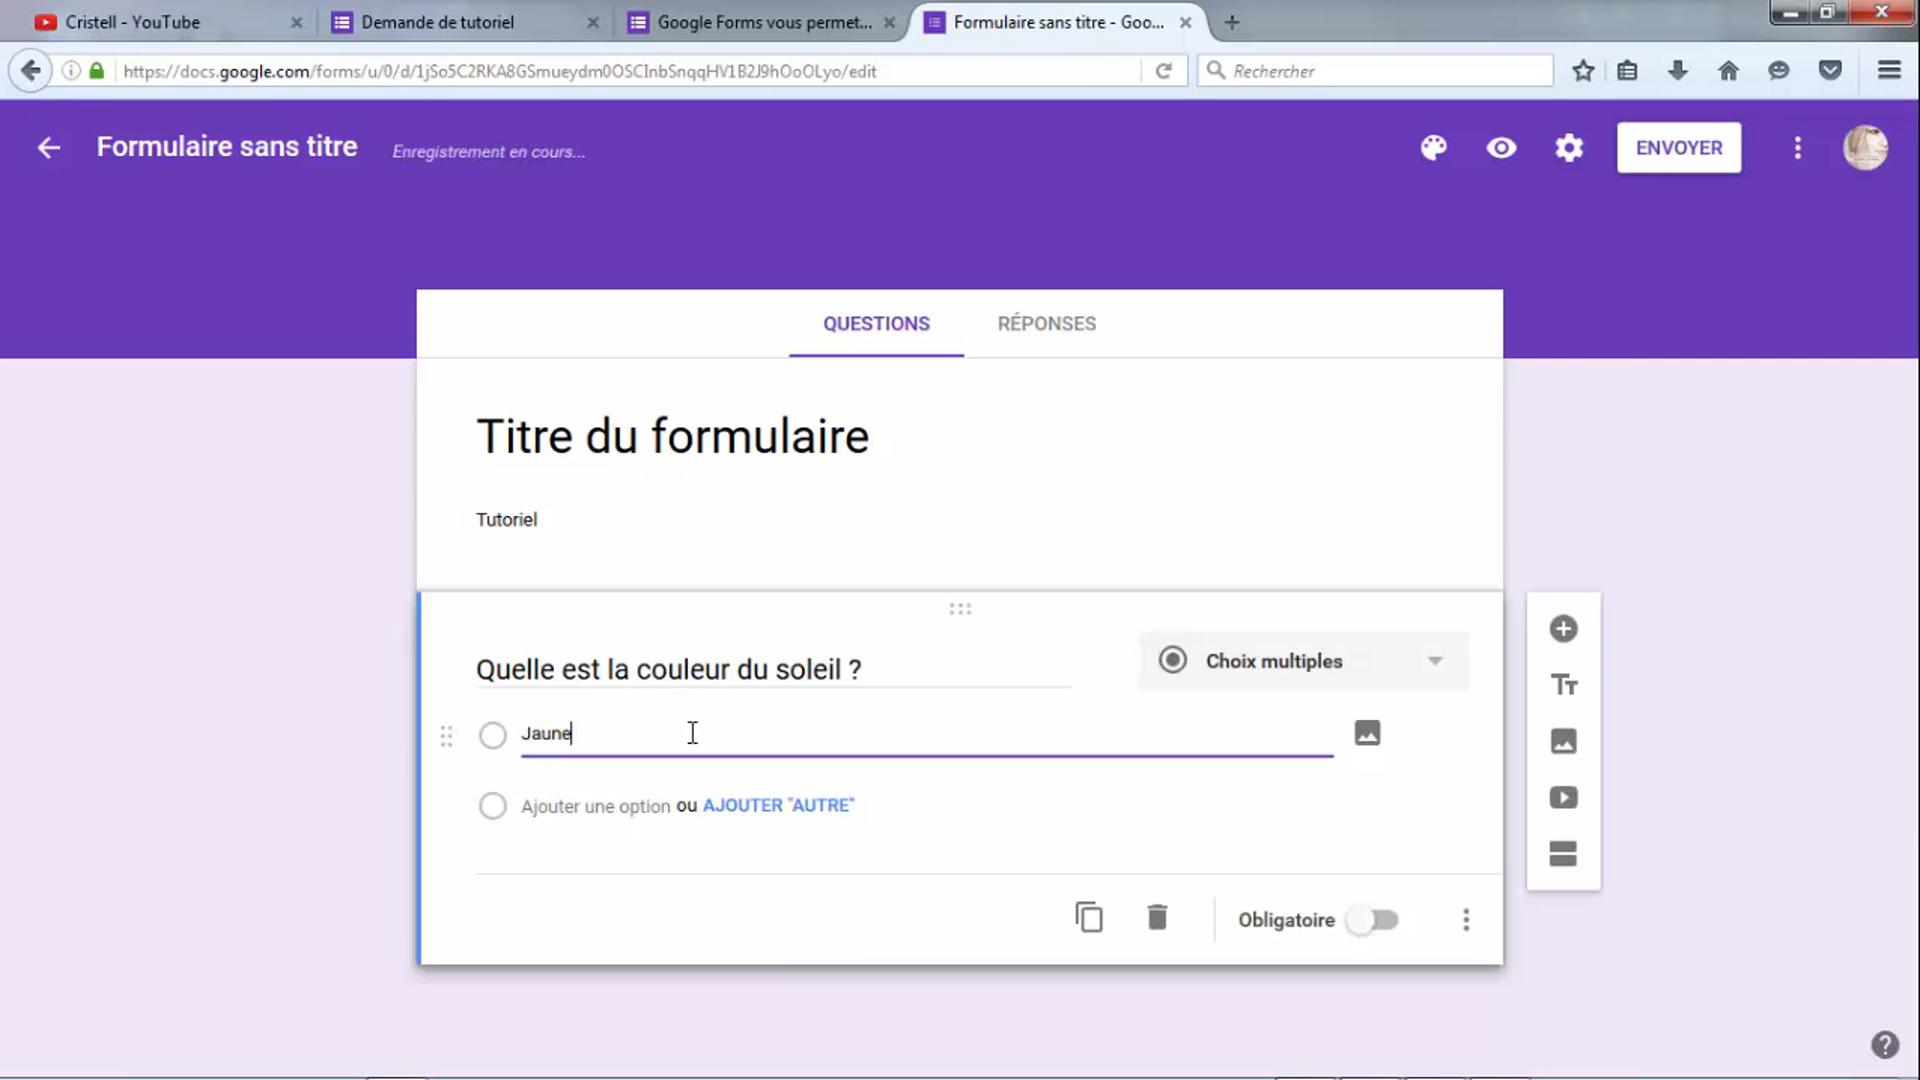 Cristell - YouTube
Demande de tutoriel
Google Forms vous permet...
Formulaire sans titre - Goo...
https://docs.google.com/forms/u/0/d/1jSo5C2RKA8GSmueydm0OSCInbSnqqHV1B2J9hOoOLyo/edit
Rechercher
Formulaire sans titre
Enregistrement en cours...
ENVOYER
QUESTIONS
RÉPONSES
Titre du formulaire
Tutoriel
Quelle est la couleur du soleil ?
Choix multiples
Jaune
Ajouter une option ou AJOUTER "AUTRE"
Obligatoire